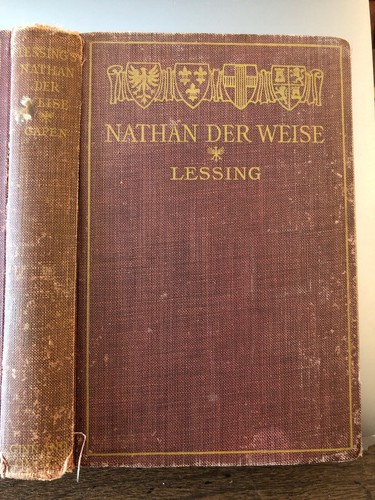 LESSING'S
NATHAN
DER
WEISE
CAPEN
NATHAN DER WEISE
LESSING